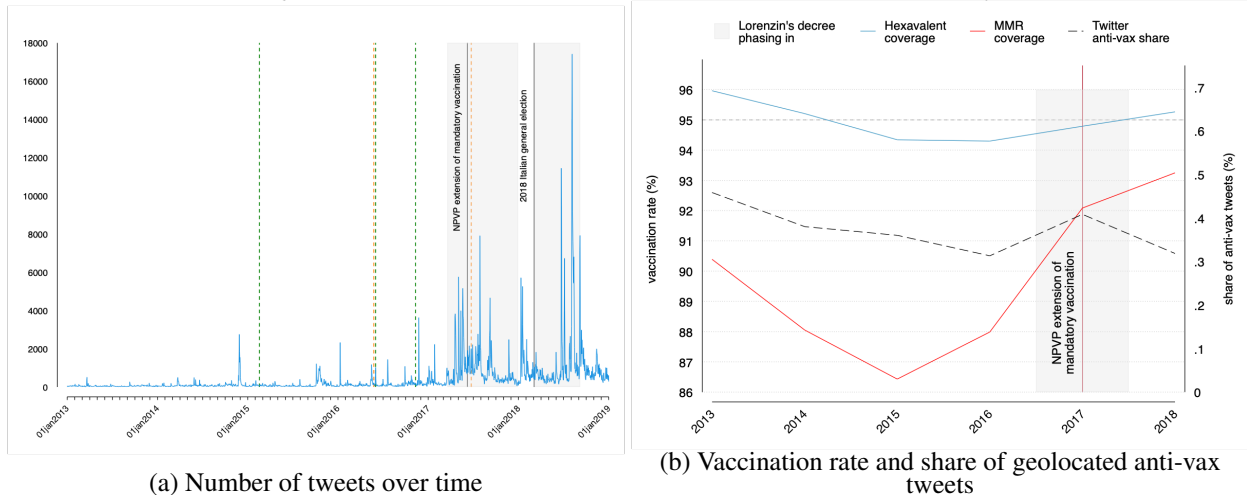 18000
16000
14000
12000
10000
8000
6000
4000
2000
0
NPVP extension of mandatory vaccination
2018 Italian general election
01jan2013
01jan2014
01jan2015
01jan2016
01jan2017
01jan2018
01jan2019
(a) Number of tweets over time
Lorenzin's decree
phasing in
Hexavalent
coverage
MMR
coverage
Twitter
anti-vax share
vaccination rate (%)
96
95
94
93
92
91
90
89
88
87
86
NPVP extension of
mandatory vaccination
.7
.6
.5
.4
.3
.2
.1
0
share of anti-vax tweets (%)
2013
2014
2015
2016
2017
2018
(b) Vaccination rate and share of geolocated anti-vax
tweets